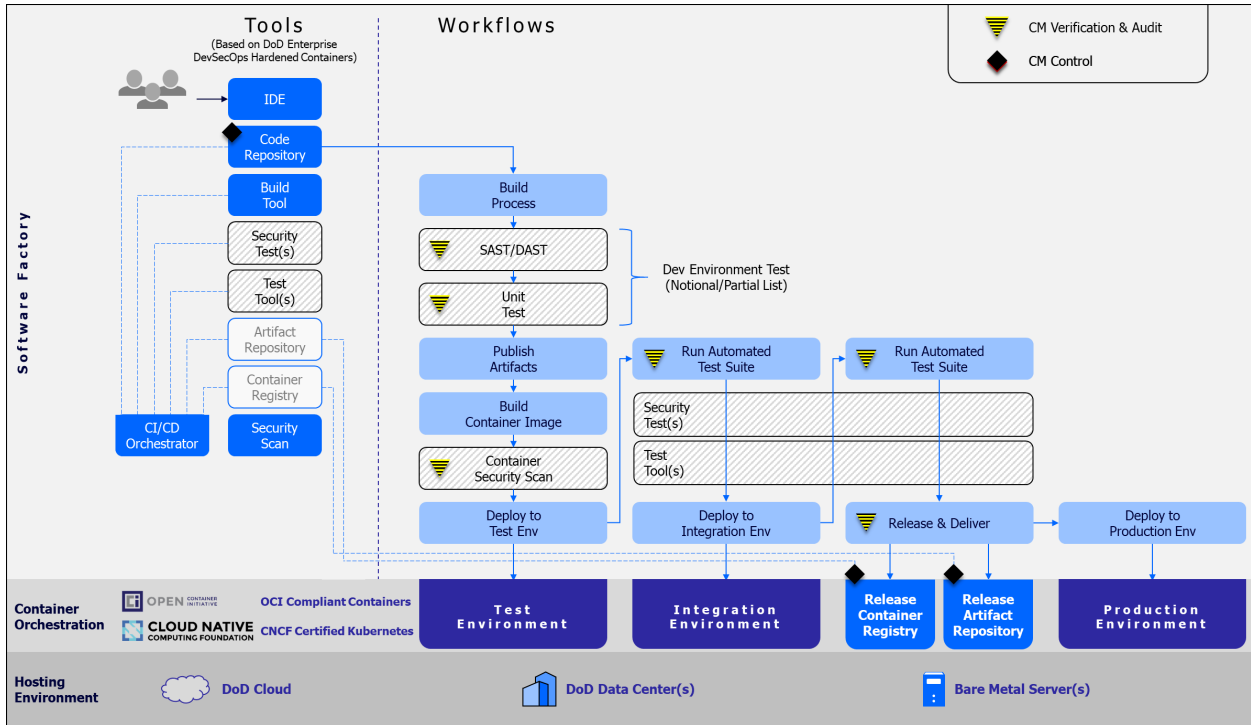 Tools
(Based on DoD Enterprise
DevSecOps Hardened Containers)
Workflows
CM Verification & Audit
CM Control
Software Factory
IDE
Code
Repository
Build
Tool
Security
Test(s)
Test
Tool(s)
Artifact
Repository
Container
Registry
CI/CD
Orchestrator
Security
Scan
Build
Process
SAST/DAST
Unit
Test
Dev Environment Test
(Notional/Partial List)
Publish
Artifacts
Build
Container Image
Container
Security Scan
Deploy to
Test Env
Run Automated
Test Suite
Run Automated
Test Suite
Security
Test(s)
Test
Tool(s)
Deploy to
Integration Env
Release & Deliver
Deploy to
Production Env
Container
Orchestration
OPEN CONTAINER
INITIATIVE
OCI Compliant Containers
CLOUD NATIVE
COMPUTING FOUNDATION
CNCF Certified Kubernetes
Test
Environment
Integration
Environment
Release
Container
Registry
Release
Artifact
Repository
Production
Environment
Hosting
Environment
DoD Cloud
DoD Data Center(s)
Bare Metal Server(s)